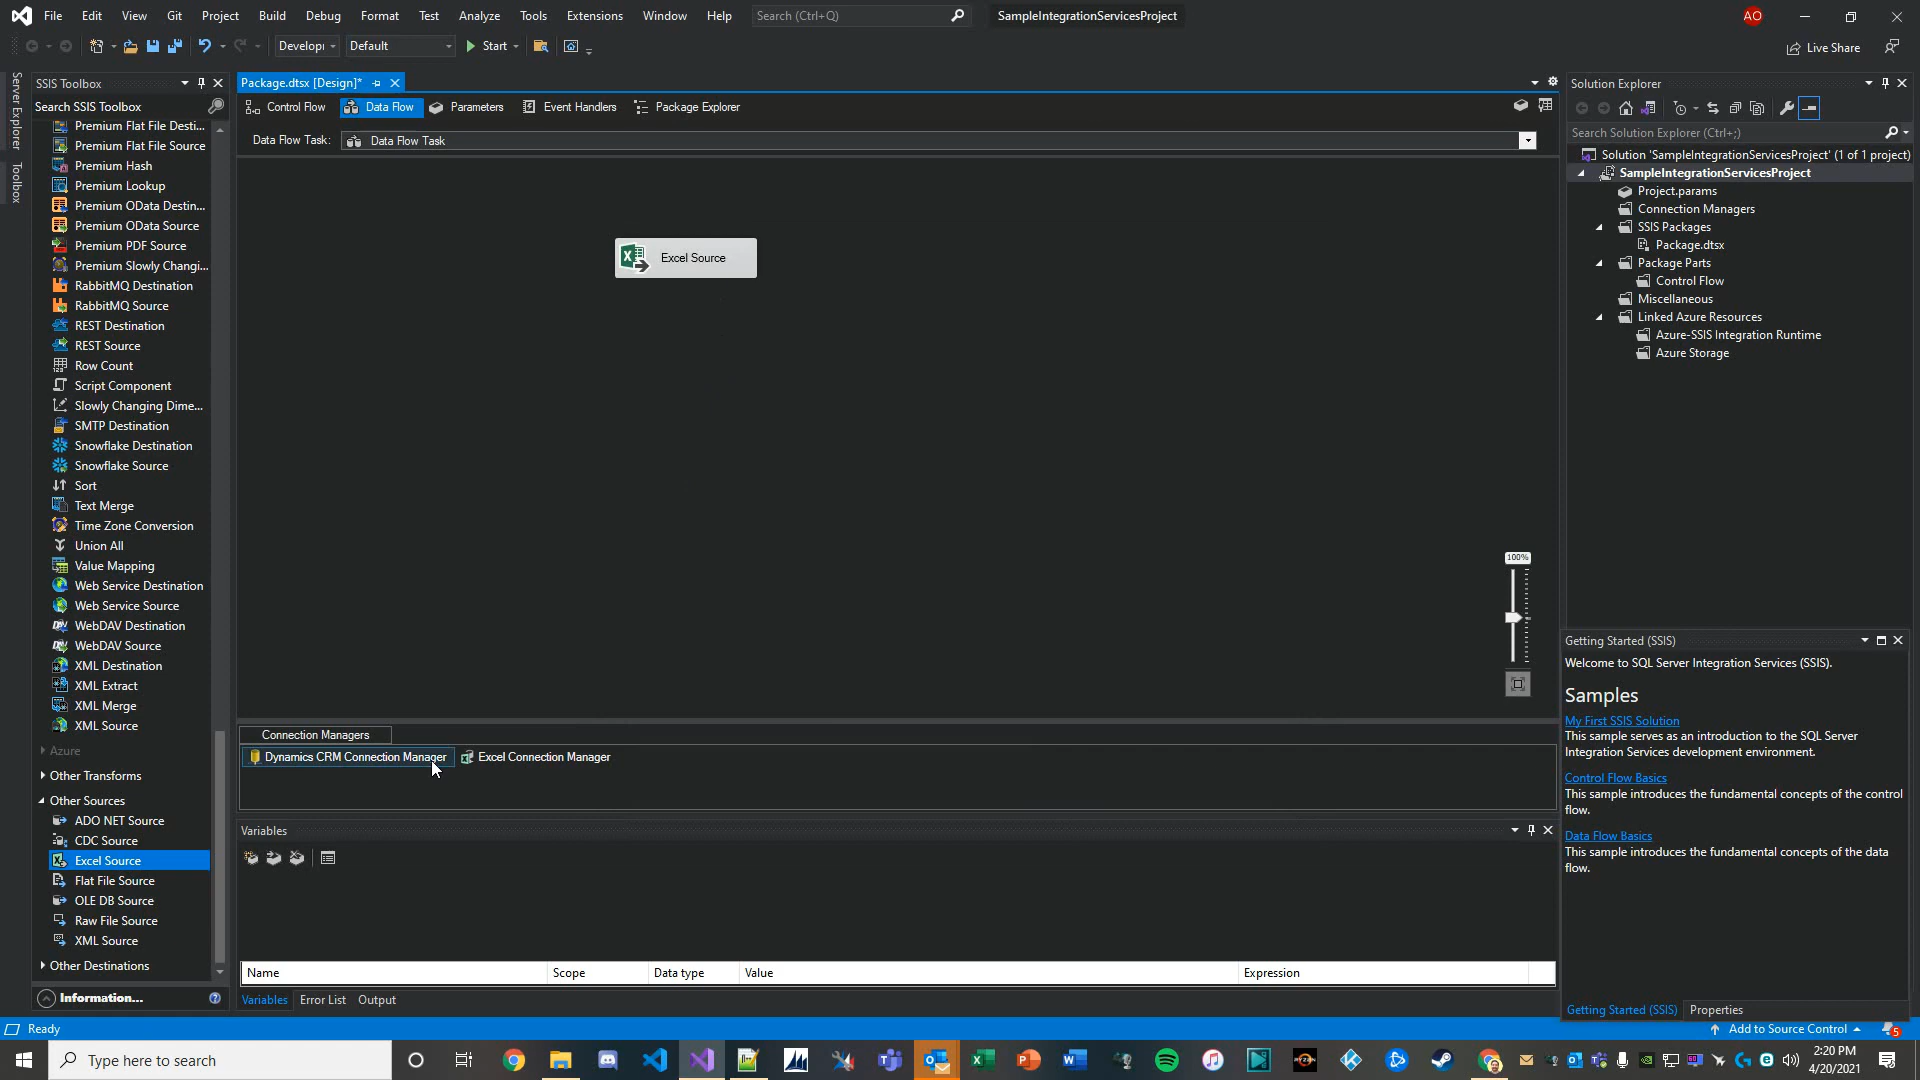 File Edit View Git Project Build Debug Format Test Analyze Tools Extensions Window Help Search (Ctrl+Q) SampleIntegrationServicesProject AO
Developı Default Start Live Share
Server Explorer
Toolbox
SSIS Toolbox
Search SSIS Toolbox
Premium Flat File Desti...
Premium Flat File Source
Premium Hash
Premium Lookup
Premium OData Destin...
Premium OData Source
Premium PDF Source
Premium Slowly Changi...
RabbitMQ Destination
RabbitMQ Source
REST Destination
REST Source
Row Count
Script Component
Slowly Changing Dime...
SMTP Destination
Snowflake Destination
Snowflake Source
Sort
Text Merge
Time Zone Conversion
Union All
Value Mapping
Web Service Destination
Web Service Source
WebDAV Destination
WebDAV Source
XML Destination
XML Extract
XML Merge
XML Source
Azure
Other Transforms
Other Sources
ADO NET Source
CDC Source
Excel Source
Flat File Source
OLE DB Source
Raw File Source
XML Source
Other Destinations
Information...
Package.dtsx [Design]*
Control Flow Data Flow Parameters Event Handlers Package Explorer
Data Flow Task: Data Flow Task
Excel Source
100%
Connection Managers
Dynamics CRM Connection Manager Excel Connection Manager
Variables
Name Scope Data type Value Expression
Variables Error List Output
Solution Explorer
Search Solution Explorer (Ctrl+;)
Solution 'SampleIntegrationServicesProject' (1 of 1 project)
SampleIntegrationServicesProject
Project.params
Connection Managers
SSIS Packages
Package.dtsx
Package Parts
Control Flow
Miscellaneous
Linked Azure Resources
Azure-SSIS Integration Runtime
Azure Storage
Getting Started (SSIS)
Welcome to SQL Server Integration Services (SSIS).
Samples
My First SSIS Solution
This sample serves as an introduction to the SQL Server
Integration Services development environment.
Control Flow Basics
This sample introduces the fundamental concepts of the control
flow.
Data Flow Basics
This sample introduces the fundamental concepts of the data
flow.
Getting Started (SSIS) Properties
Ready Add to Source Control 5
Type here to search
2:20 PM
4/20/2021